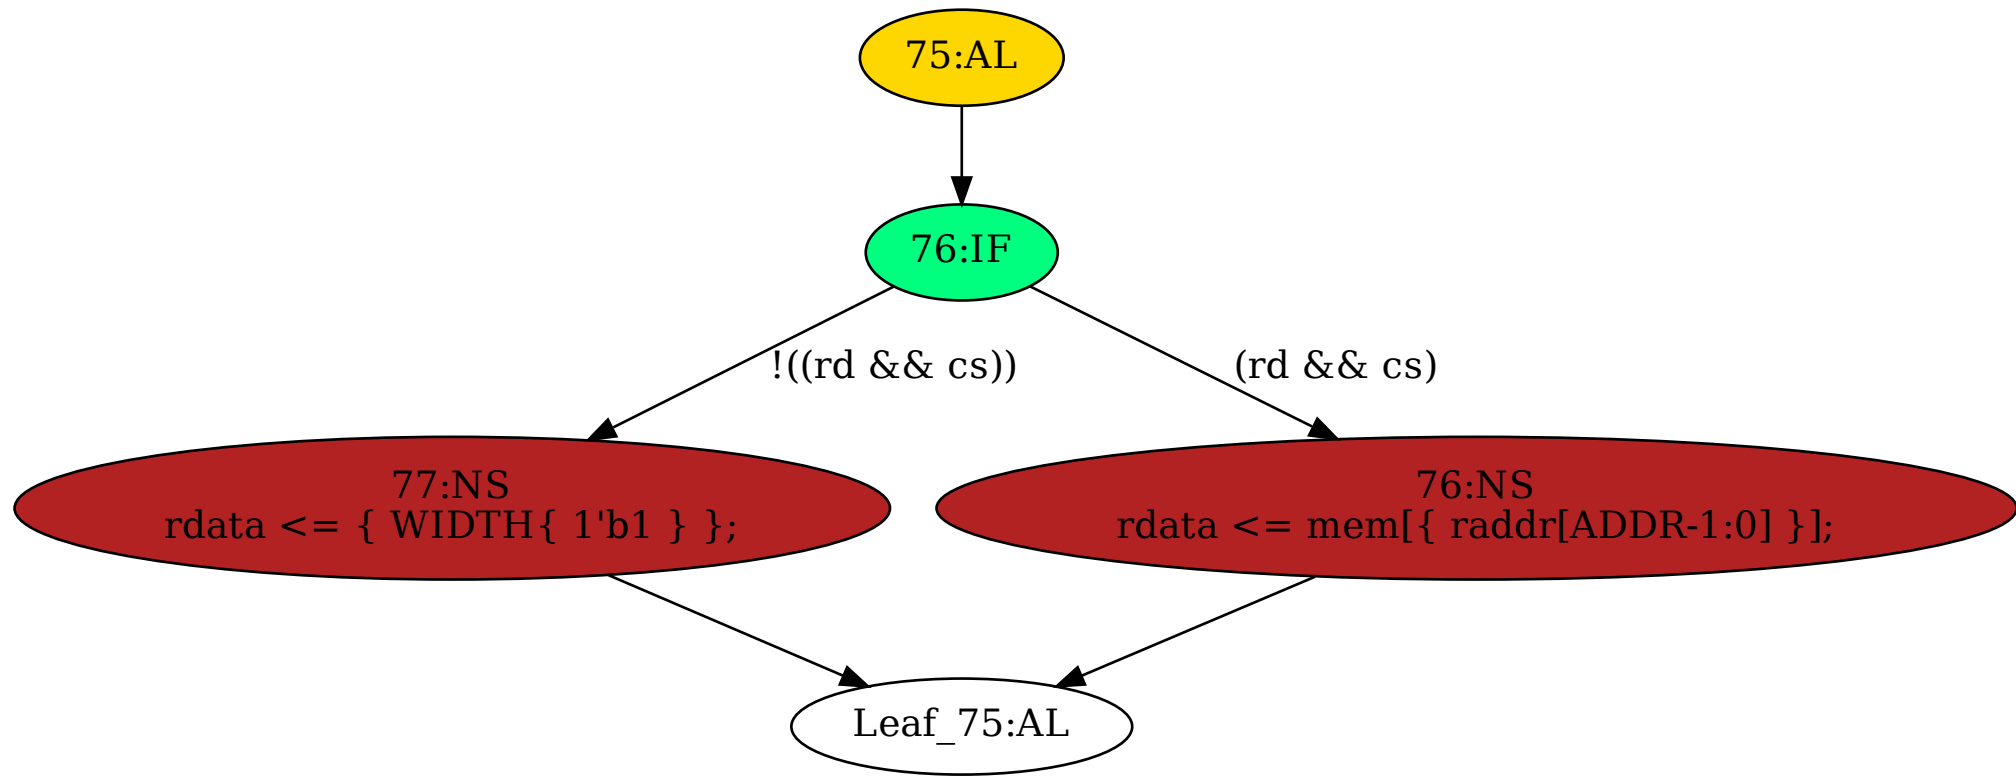 75:AL
76:IF
!((rd && cs))
(rd && cs)
77:NS
rdata <= { WIDTH{ 1'b1 } };
76:NS
rdata <= mem[{ raddr[ADDR-1:0] }];
Leaf_75:AL